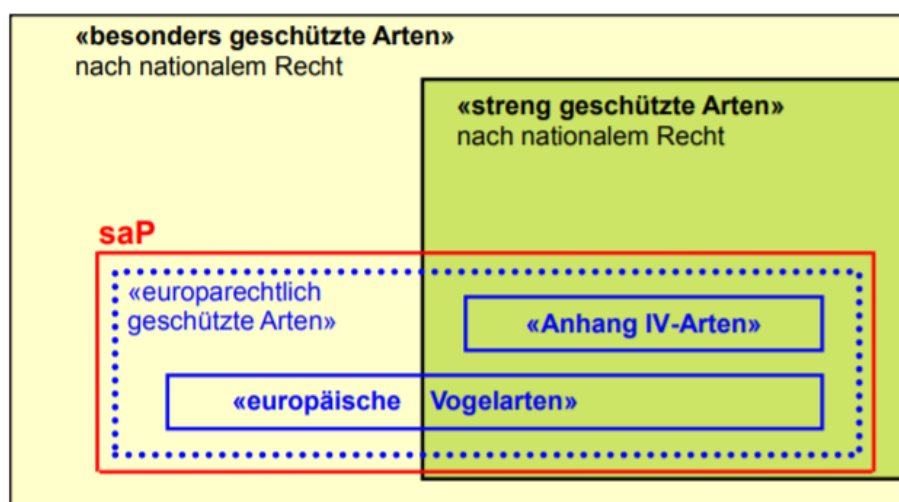 «besonders geschützte Arten»
nach nationalem Recht
«streng geschützte Arten»
nach nationalem Recht
saP
«europarechtlich
geschützte Arten»
«Anhang IV-Arten»
«europäische Vogelarten»